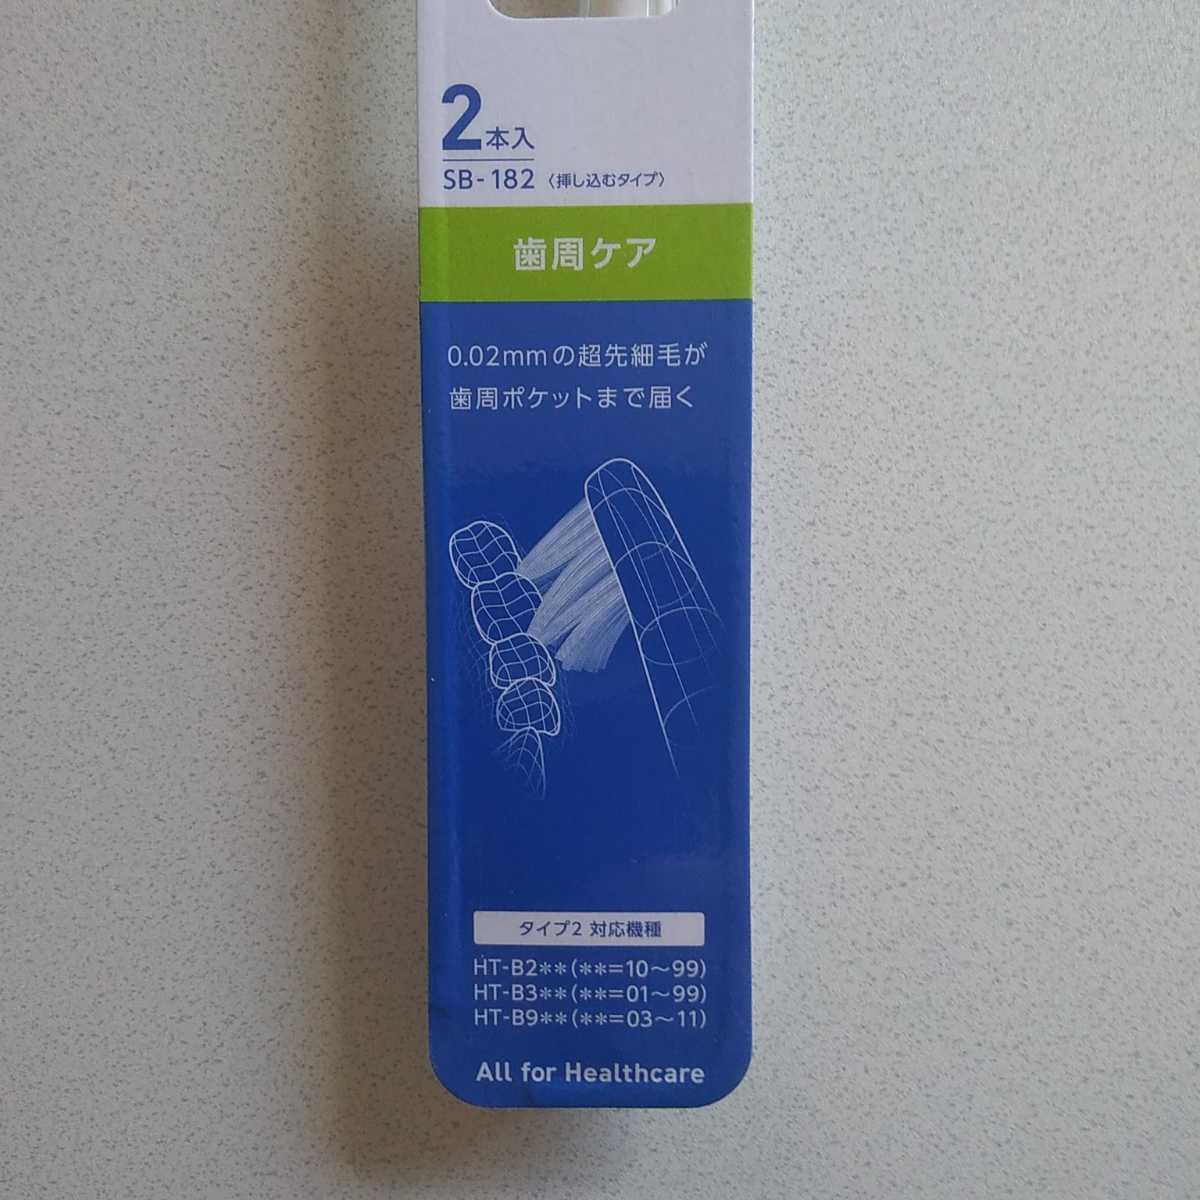 2本入
SB-182〈挿し込むタイプ〉
歯周ケア
0.02mmの超先細毛が
歯周ポケットまで届く
タイプ2 対応機種
HT-B2**(**=10〜99)
HT-B3**(**=01〜99)
HT-B9**(**=03〜11)
All for Healthcare